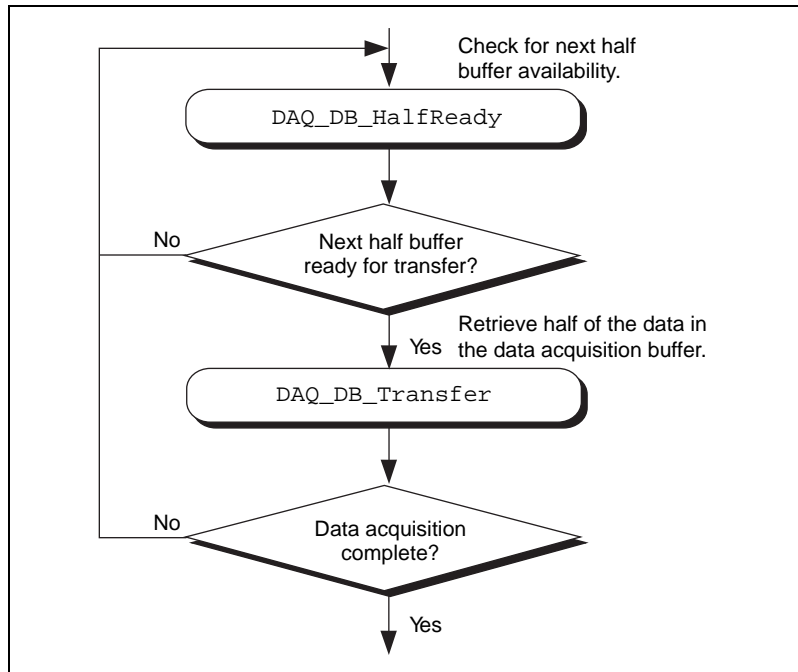 Check for next half
buffer availability.
DAQ_DB_HalfReady
No
Next half buffer
ready for transfer?
Yes
Retrieve half of the data in
the data acquisition buffer.
DAQ_DB_Transfer
No
Data acquisition
complete?
Yes